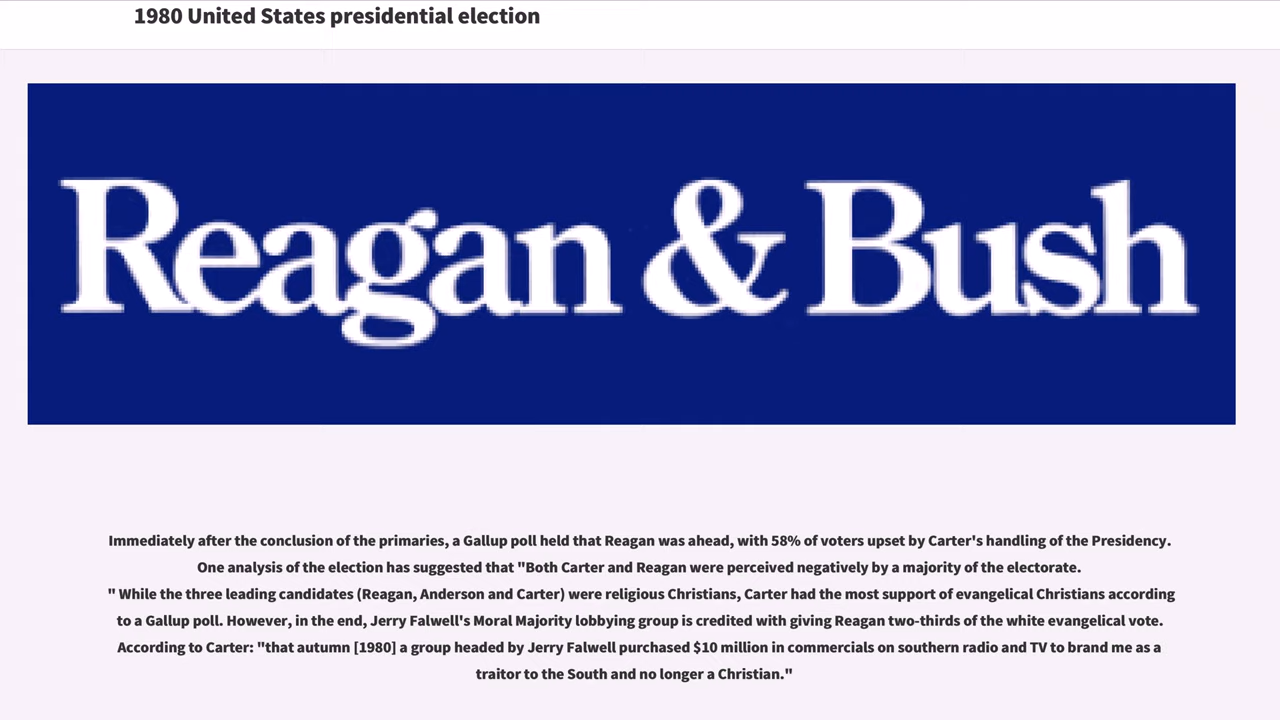 1980 United States presidential election
Reagan & Bush
Immediately after the conclusion of the primaries, a Gallup poll held that Reagan was ahead, with 58% of voters upset by Carter's handling of the Presidency.
One analysis of the election has suggested that "Both Carter and Reagan were perceived negatively by a majority of the electorate.
" While the three leading candidates (Reagan, Anderson and Carter) were religious Christians, Carter had the most support of evangelical Christians according
to a Gallup poll. However, in the end, Jerry Falwell's Moral Majority lobbying group is credited with giving Reagan two-thirds of the white evangelical vote.
According to Carter: "that autumn [1980] a group headed by Jerry Falwell purchased $10 million in commercials on southern radio and TV to brand me as a
traitor to the South and no longer a Christian."